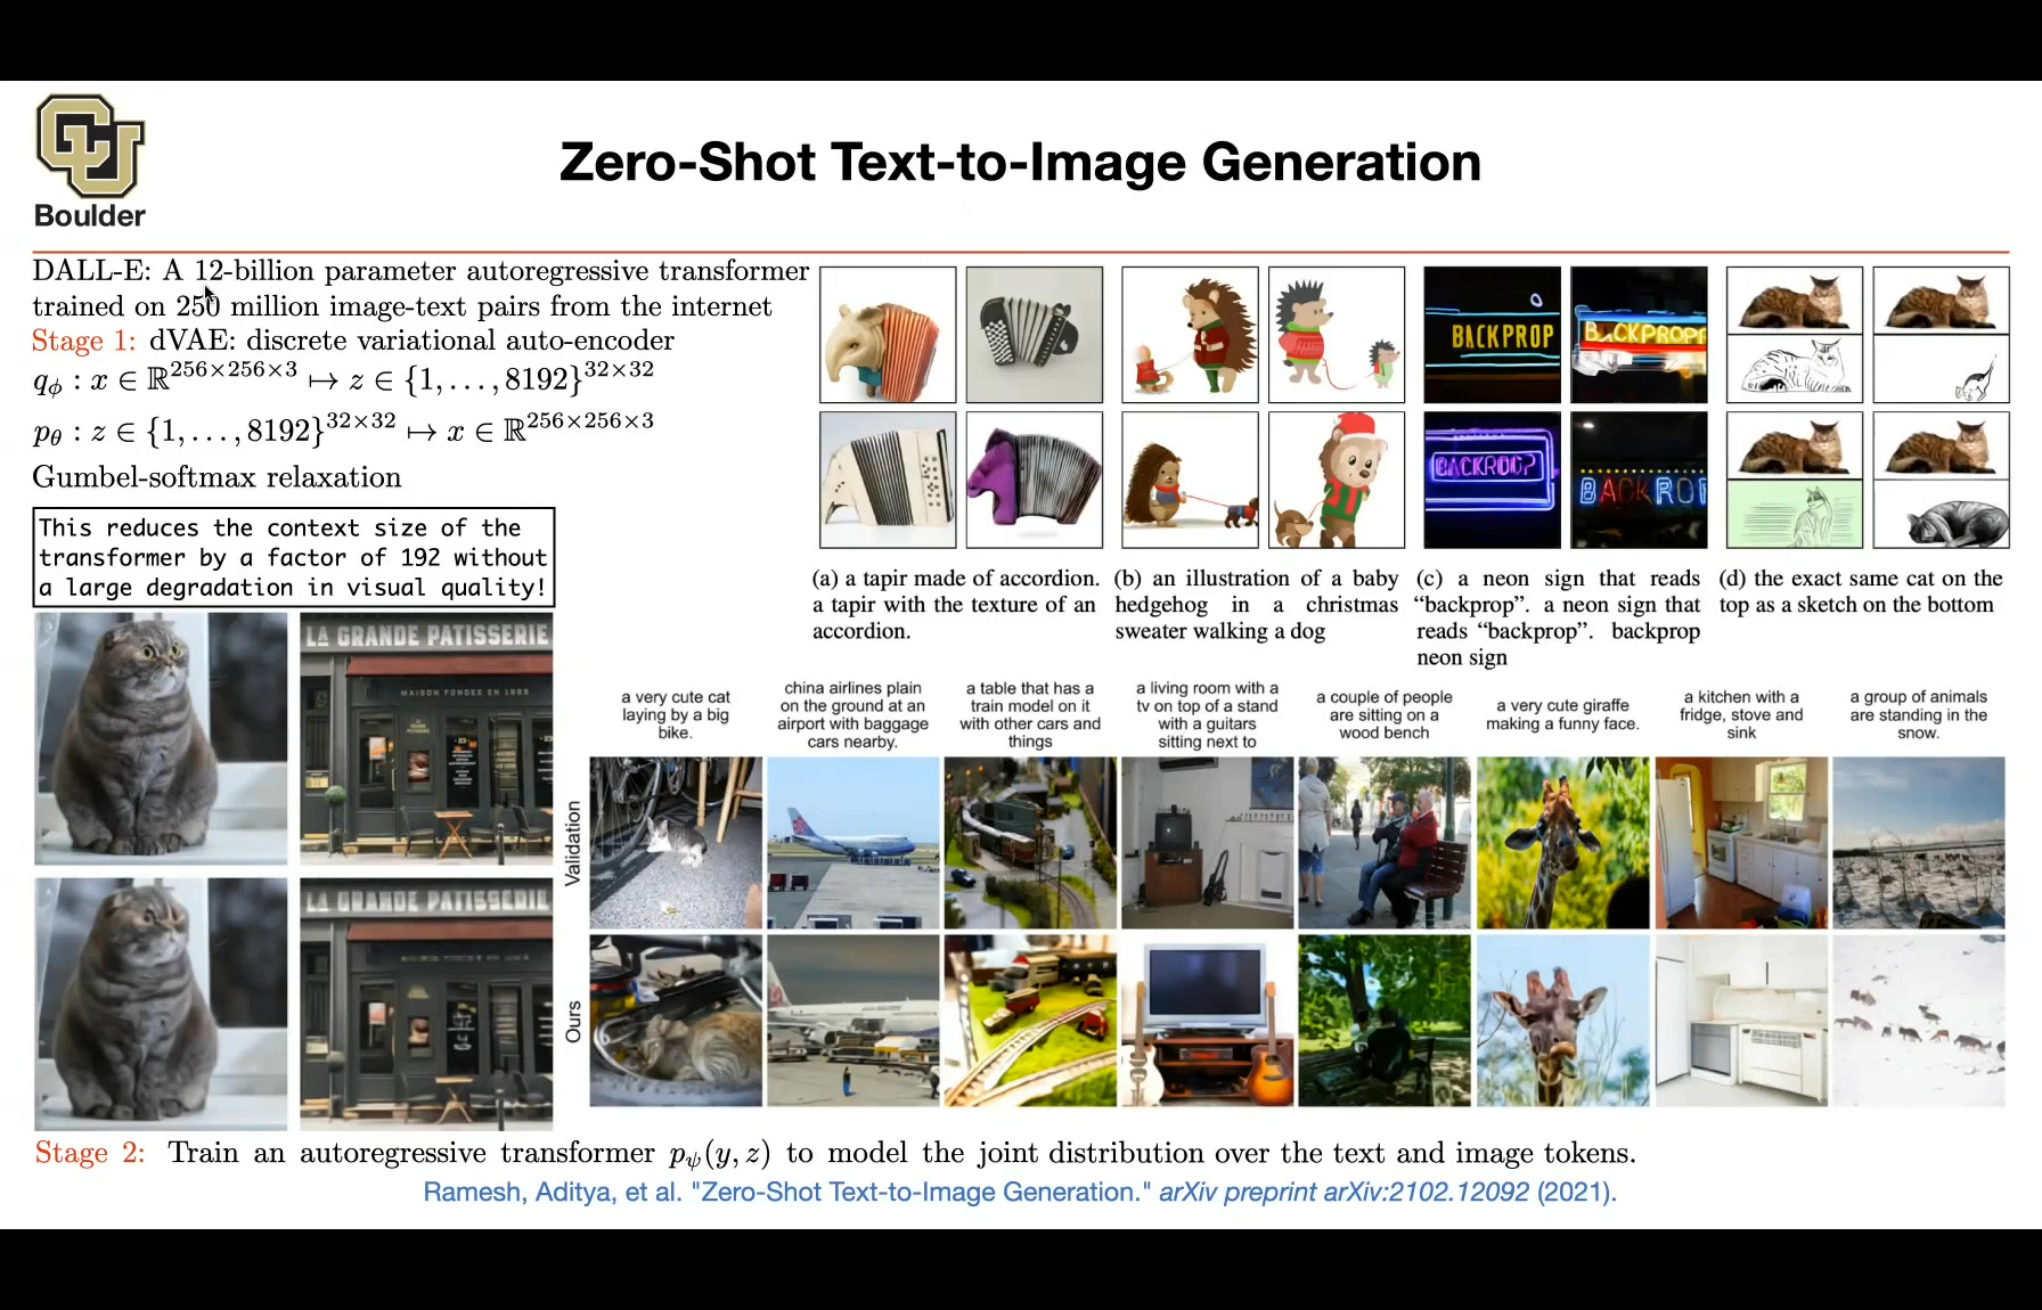 CU
Boulder
Zero-Shot Text-to-Image Generation
DALL-E: A 12-billion parameter autoregressive transformer
trained on 250 million image-text pairs from the internet
Stage 1: dVAE: discrete variational auto-encoder
q_ϕ : x ∈ ℝ^{256×256×3} ↦ z ∈ {1, . . . , 8192}^{32×32}
p_θ : z ∈ {1, . . . , 8192}^{32×32} ↦ x ∈ ℝ^{256×256×3}
Gumbel-softmax relaxation
This reduces the context size of the
transformer by a factor of 192 without
a large degradation in visual quality!
LA GRANDE PATISSERIE
MAISON FONDEE EN
BACKPROP
(a) a tapir made of accordion.
a tapir with the texture of an
accordion.
(b) an illustration of a baby
hedgehog in a christmas
sweater walking a dog
(c) a neon sign that reads
“backprop”. a neon sign that
reads “backprop”. backprop
neon sign
(d) the exact same cat on the
top as a sketch on the bottom
a very cute cat
laying by a big
bike.
china airlines plain
on the ground at an
airport with baggage
cars nearby.
a table that has a
train model on it
with other cars and
things
a living room with a
tv on top of a stand
with a guitars
sitting next to
a couple of people
are sitting on a
wood bench
a very cute giraffe
making a funny face.
a kitchen with a
fridge, stove and
sink
a group of animals
are standing in the
snow.
Validation
Ours
Stage 2: Train an autoregressive transformer p_ψ(y, z) to model the joint distribution over the text and image tokens.
Ramesh, Aditya, et al. "Zero-Shot Text-to-Image Generation." arXiv preprint arXiv:2102.12092 (2021).